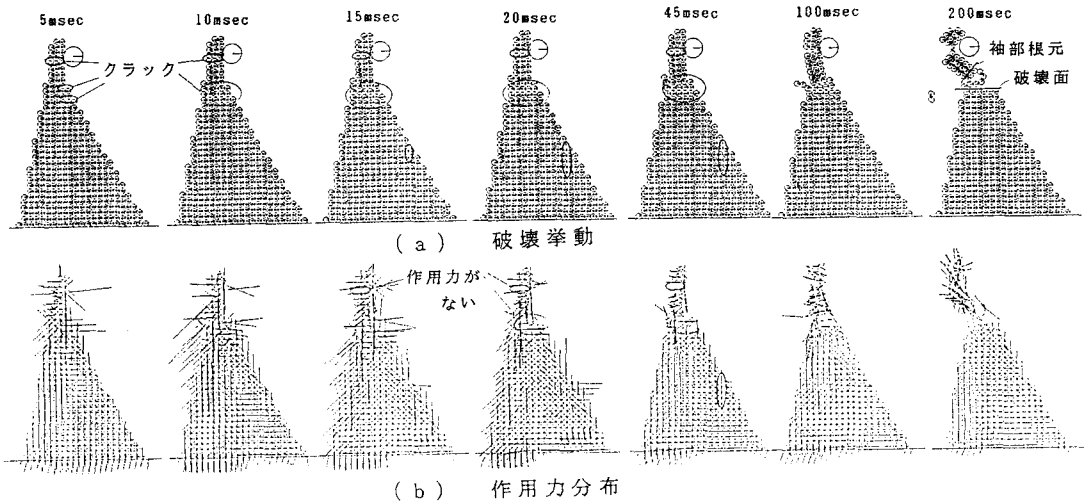 5msec 10msec 15msec 20msec 45msec 100msec 200msec
クラック
袖部根元
破壊面
(a) 破壊挙動
作用力が
ない
(b) 作用力分布